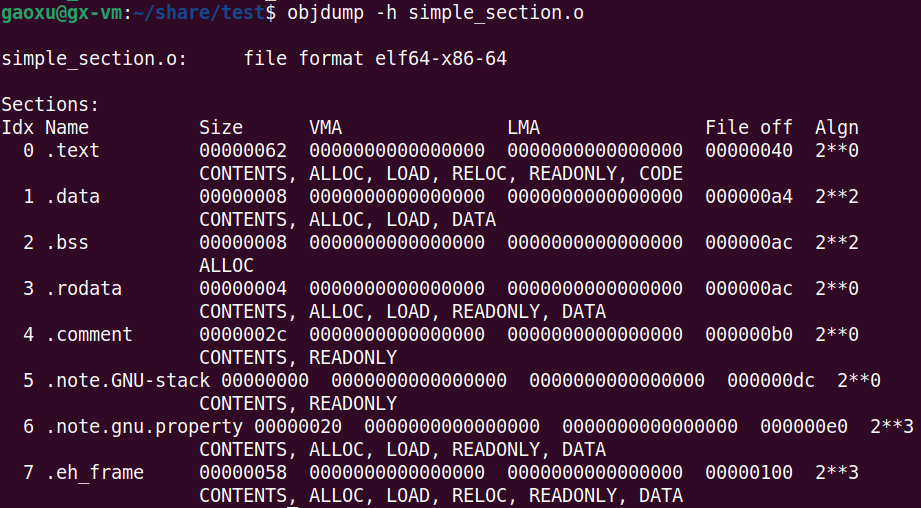 gaoxu@gx-vm:~/share/test$ objdump -h simple_section.o
simple_section.o:     file format elf64-x86-64
Sections:
Idx Name          Size      VMA               LMA               File off  Algn
  0 .text         00000062  0000000000000000  0000000000000000  00000040  2**0
                  CONTENTS, ALLOC, LOAD, RELOC, READONLY, CODE
  1 .data         00000008  0000000000000000  0000000000000000  000000a4  2**2
                  CONTENTS, ALLOC, LOAD, DATA
  2 .bss          00000008  0000000000000000  0000000000000000  000000ac  2**2
                  ALLOC
  3 .rodata       00000004  0000000000000000  0000000000000000  000000ac  2**0
                  CONTENTS, ALLOC, LOAD, READONLY, DATA
  4 .comment      0000002c  0000000000000000  0000000000000000  000000b0  2**0
                  CONTENTS, READONLY
  5 .note.GNU-stack 00000000  0000000000000000  0000000000000000  000000dc  2**0
                  CONTENTS, READONLY
  6 .note.gnu.property 00000020  0000000000000000  0000000000000000  000000e0  2**3
                  CONTENTS, ALLOC, LOAD, READONLY, DATA
  7 .eh_frame     00000058  0000000000000000  0000000000000000  00000100  2**3
                  CONTENTS, ALLOC, LOAD, RELOC, READONLY, DATA